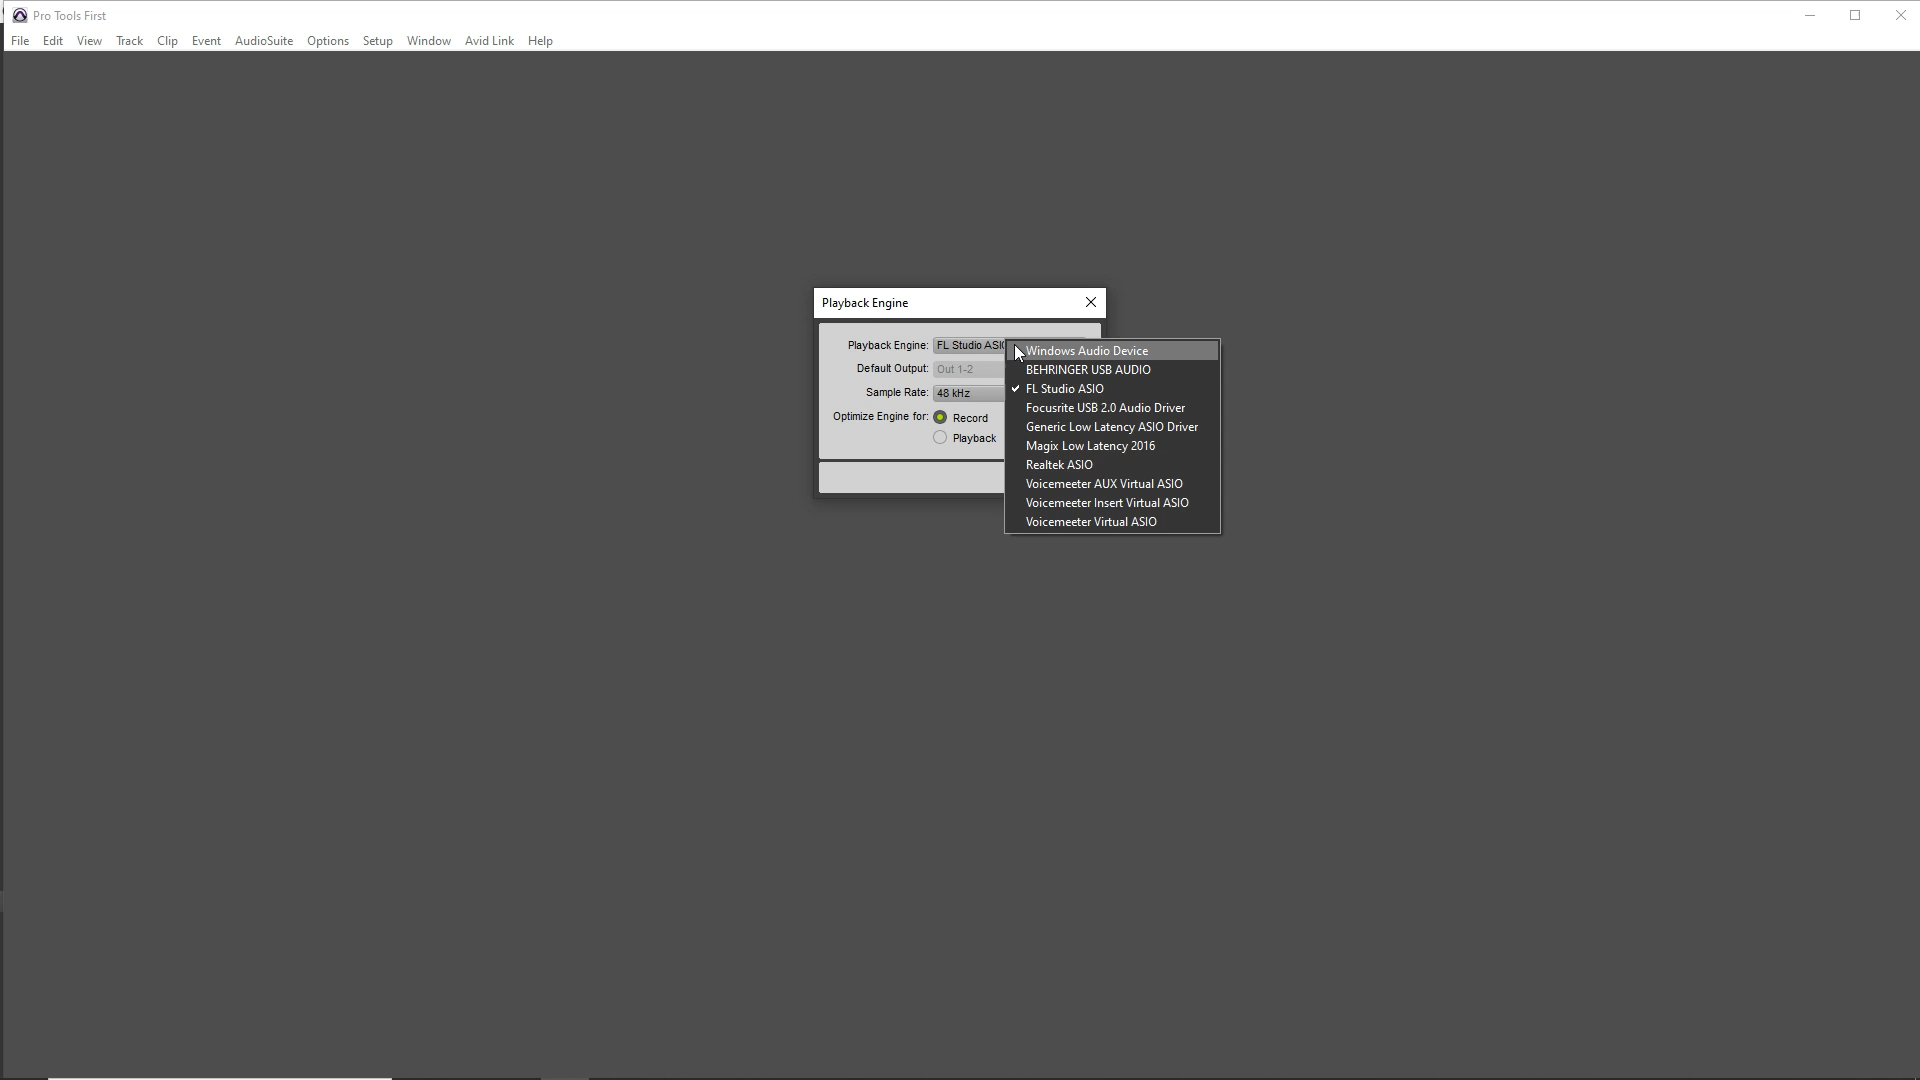 Pro Tools First
File Edit View Track Clip Event AudioSuite Options Setup Window Avid Link Help
Playback Engine
Playback Engine: FL Studio ASIO
Default Output: Out 1-2
Sample Rate: 48 kHz
Optimize Engine for: Record
Playback
Windows Audio Device
BEHRINGER USB AUDIO
FL Studio ASIO
Focusrite USB 2.0 Audio Driver
Generic Low Latency ASIO Driver
Magix Low Latency 2016
Realtek ASIO
Voicemeeter AUX Virtual ASIO
Voicemeeter Insert Virtual ASIO
Voicemeeter Virtual ASIO